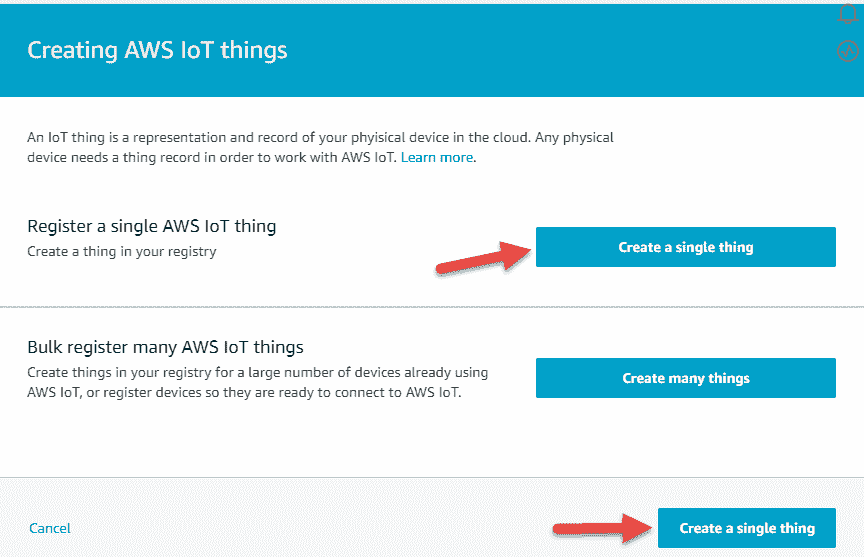 Creating AWS IoT things
An IoT thing is a representation and record of your phyisical device in the cloud. Any physical
device needs a thing record in order to work with AWS IoT. Learn more.
Register a single AWS IoT thing
Create a thing in your registry
Create a single thing
Bulk register many AWS IoT things
Create things in your registry for a large number of devices already using
AWS IoT, or register devices so they are ready to connect to AWS IoT.
Create many things
Cancel
Create a single thing